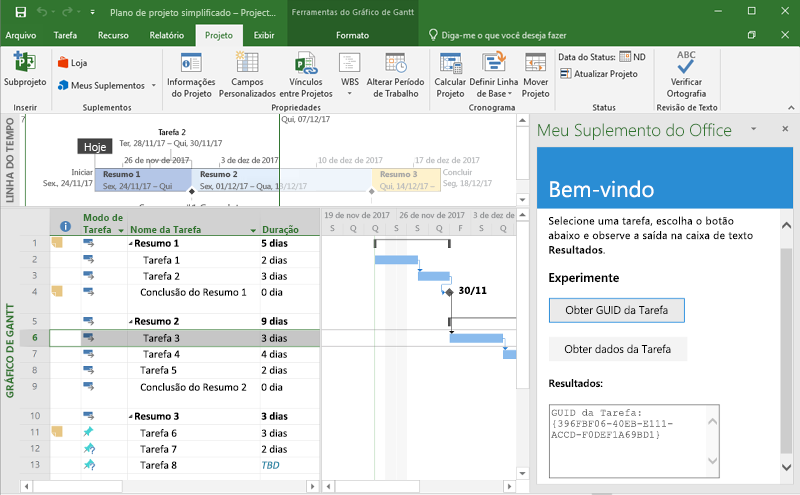 Plano de projeto simplificado – Project...
Ferramentas do Gráfico de Gantt
Arquivo Tarefa Recurso Relatório Projeto Exibir Formato Diga-me o que você deseja fazer
Subprojeto
Inserir
Loja
Meus Suplementos
Suplementos
Informações
do Projeto
Campos
Personalizados
Vínculos
entre Projetos
WBS
Alterar Período
de Trabalho
Propriedades
Calcular
Projeto
Definir Linha
de Base
Mover
Projeto
Cronograma
Data do Status: ND
Atualizar Projeto
Status
ABC
Verificar
Ortografia
Revisão de Texto
LINHA DO TEMPO
7
Qui, 07/12/17
Tarefa 2
Ter, 28/11/17 – Qui, 30/11/17
Hoje
26 de nov de 2017 3 de dez de 2017 10 de dez de 2017 17 de dez de 2017
Iniciar
Sex, 24/11/17
Resumo 1
Sex, 24/11/17 – Qui
Resumo 2
Sex, 01/12/17 – Qua, 13/12/17
Resumo 3
Qui, 14/12/17 –
Concluir
Seg, 18/12/17
GRÁFICO DE GANTT
Modo de
Tarefa
Nome da Tarefa
Duração
1 Resumo 1 5 dias
2 Tarefa 1 2 dias
3 Tarefa 2 3 dias
4 Conclusão do Resumo 1 0 dia
5 Resumo 2 9 dias
6 Tarefa 3 3 dias
7 Tarefa 4 4 dias
8 Tarefa 5 2 dias
9 Conclusão do Resumo 2 0 dia
10 Resumo 3 3 dias
11 Tarefa 6 3 dias
12 Tarefa 7 2 dias
13 Tarefa 8 TBD
19 de nov de 2017 26 de nov de 2017 3 de dez de
S Q Q S T S Q F D T
30/11
Meu Suplemento do Office
Bem-vindo
Selecione uma tarefa, escolha o botão
abaixo e observe a saída na caixa de texto
Resultados.
Experimente
Obter GUID da Tarefa
Obter dados da Tarefa
Resultados:
GUID da Tarefa:
{396FBF06-40EB-E111-
ACCD-F0DEF1A69BD1}